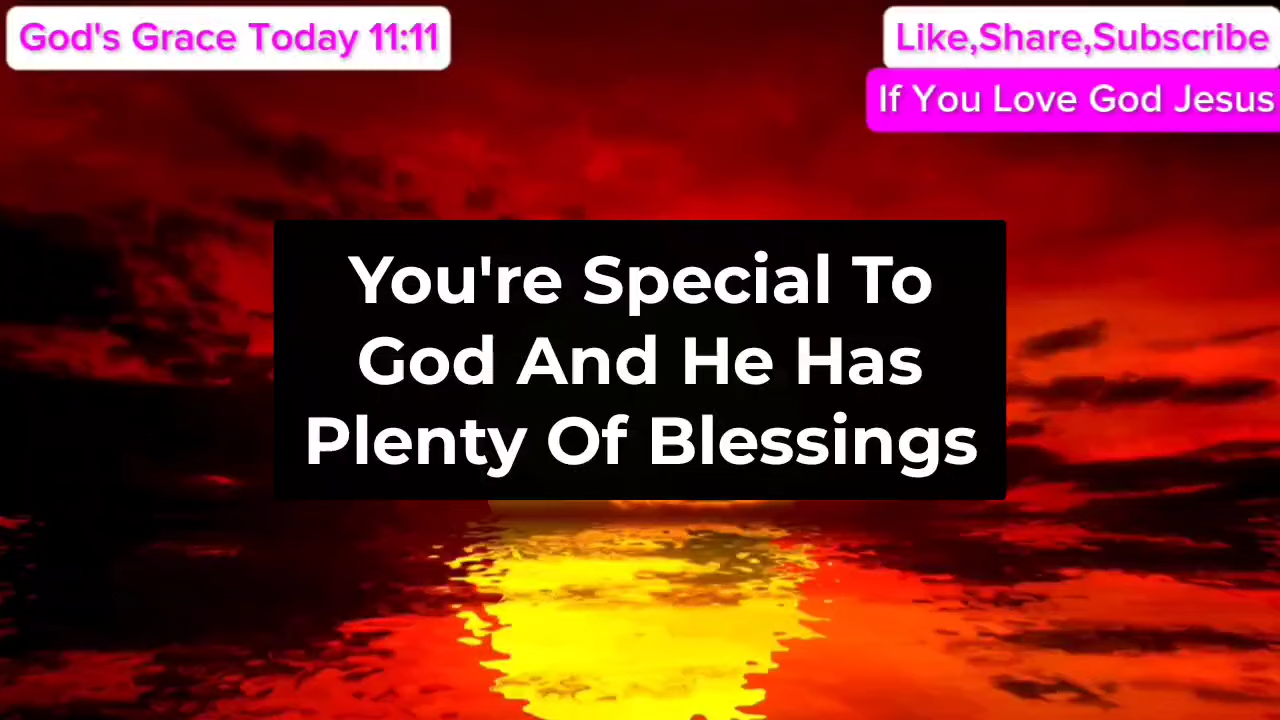 God's Grace Today 11:11
Like,Share,Subscribe
If You Love God Jesus
You're Special To
God And He Has
Plenty Of Blessings